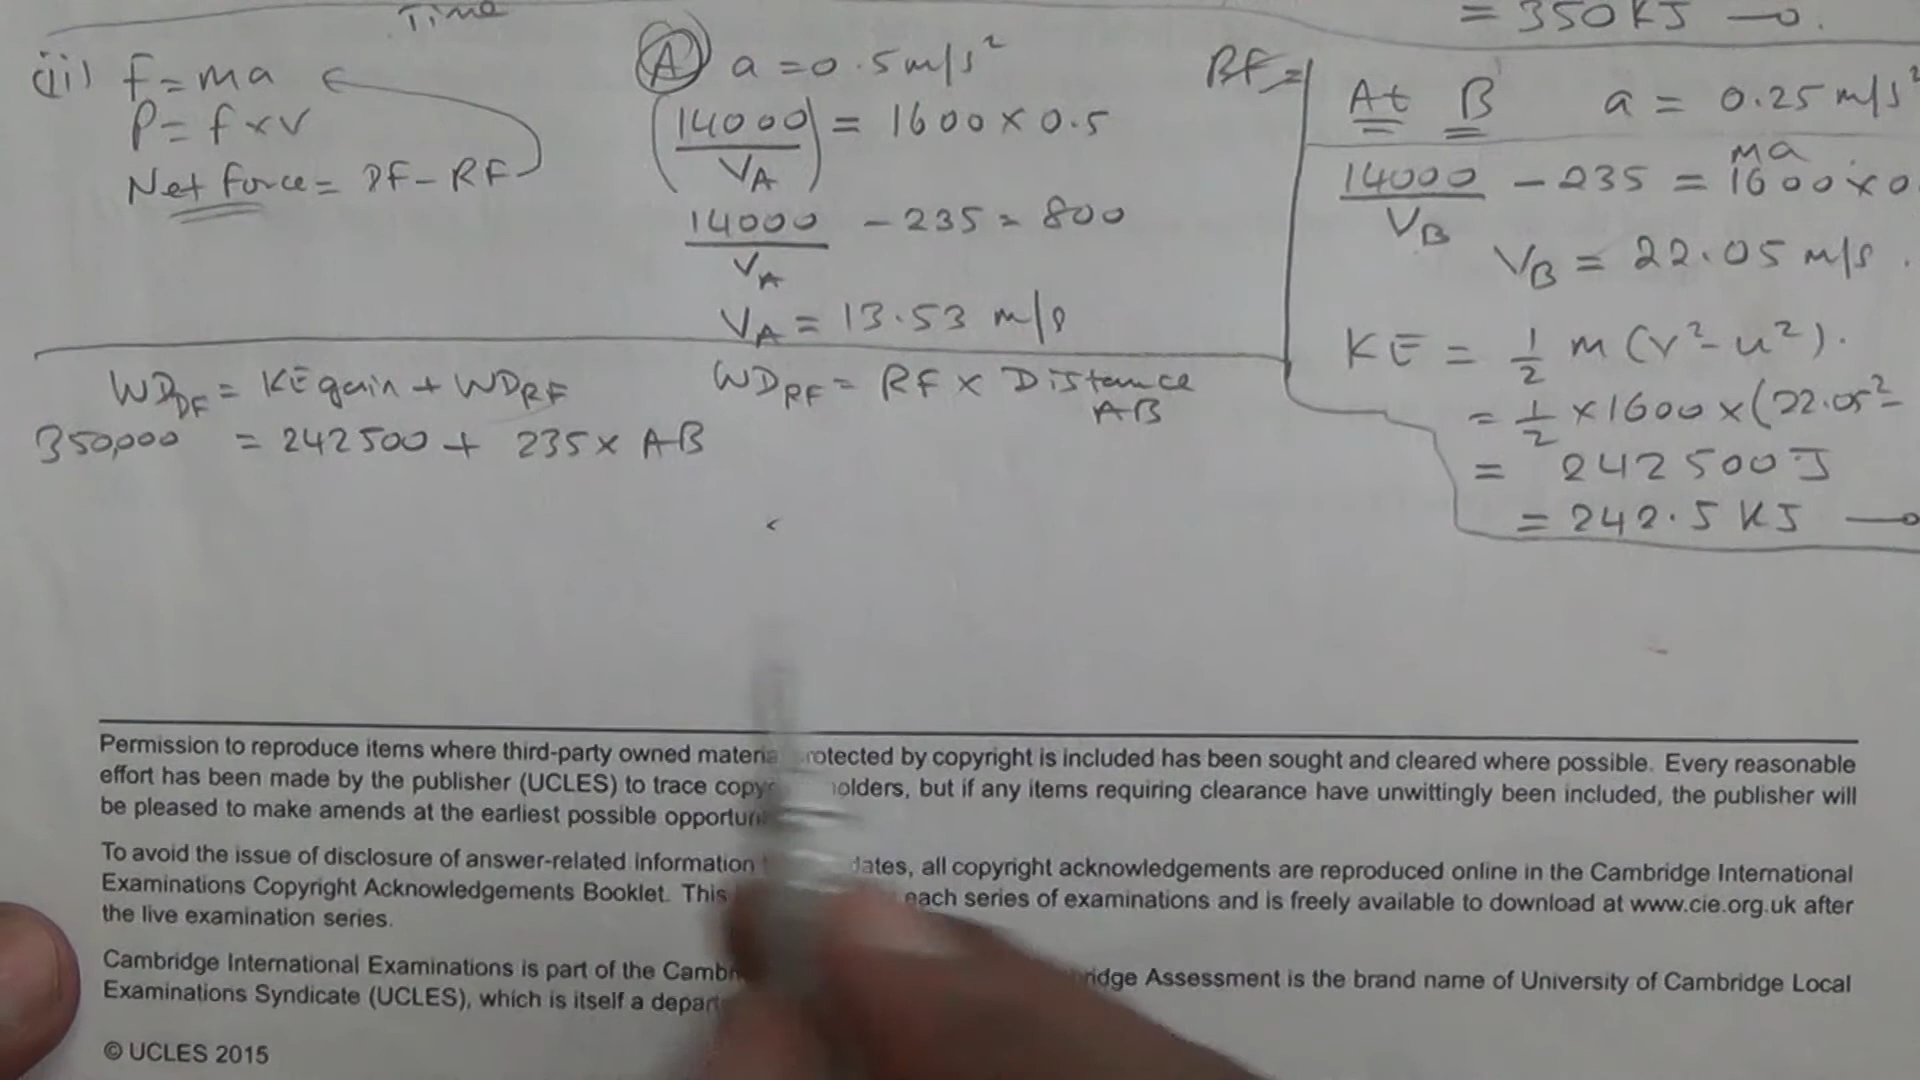 Time
= 350 KJ
(ii) f = ma
P = f x v
Net force = DF - RF
(A) a = 0.5 m/s²
(14000/VA) = 1600 x 0.5
14000/VA - 235 = 800
VA = 13.53 m/s
RF =
At B a = 0.25 m/s²
ma
14000/VB - 235 = 1600 x 0.
VB = 22.05 m/s.
KE = 1/2 m (v² - u²).
= 1/2 x 1600 x (22.05² -
= 242500 J
= 242.5 KJ
WD DF = KE gain + WD RF
WD RF = RF x Distance AB
350,000 = 242500 + 235 x AB
Permission to reproduce items where third-party owned protected by copyright is included has been sought and cleared where possible. Every reasonable
effort has been made by the publisher (UCLES) to trace but if any items requiring clearance have unwittingly been included, the publisher will
be pleased to make amends at the earliest possible
To avoid the issue of disclosure of answer-related information all copyright acknowledgements are reproduced online in the Cambridge International
Examinations Copyright Acknowledgements Booklet. This each series of examinations and is freely available to download at www.cie.org.uk after
the live examination series.
Cambridge International Examinations is part of the Assessment is the brand name of University of Cambridge Local
Examinations Syndicate (UCLES), which is itself a
© UCLES 2015